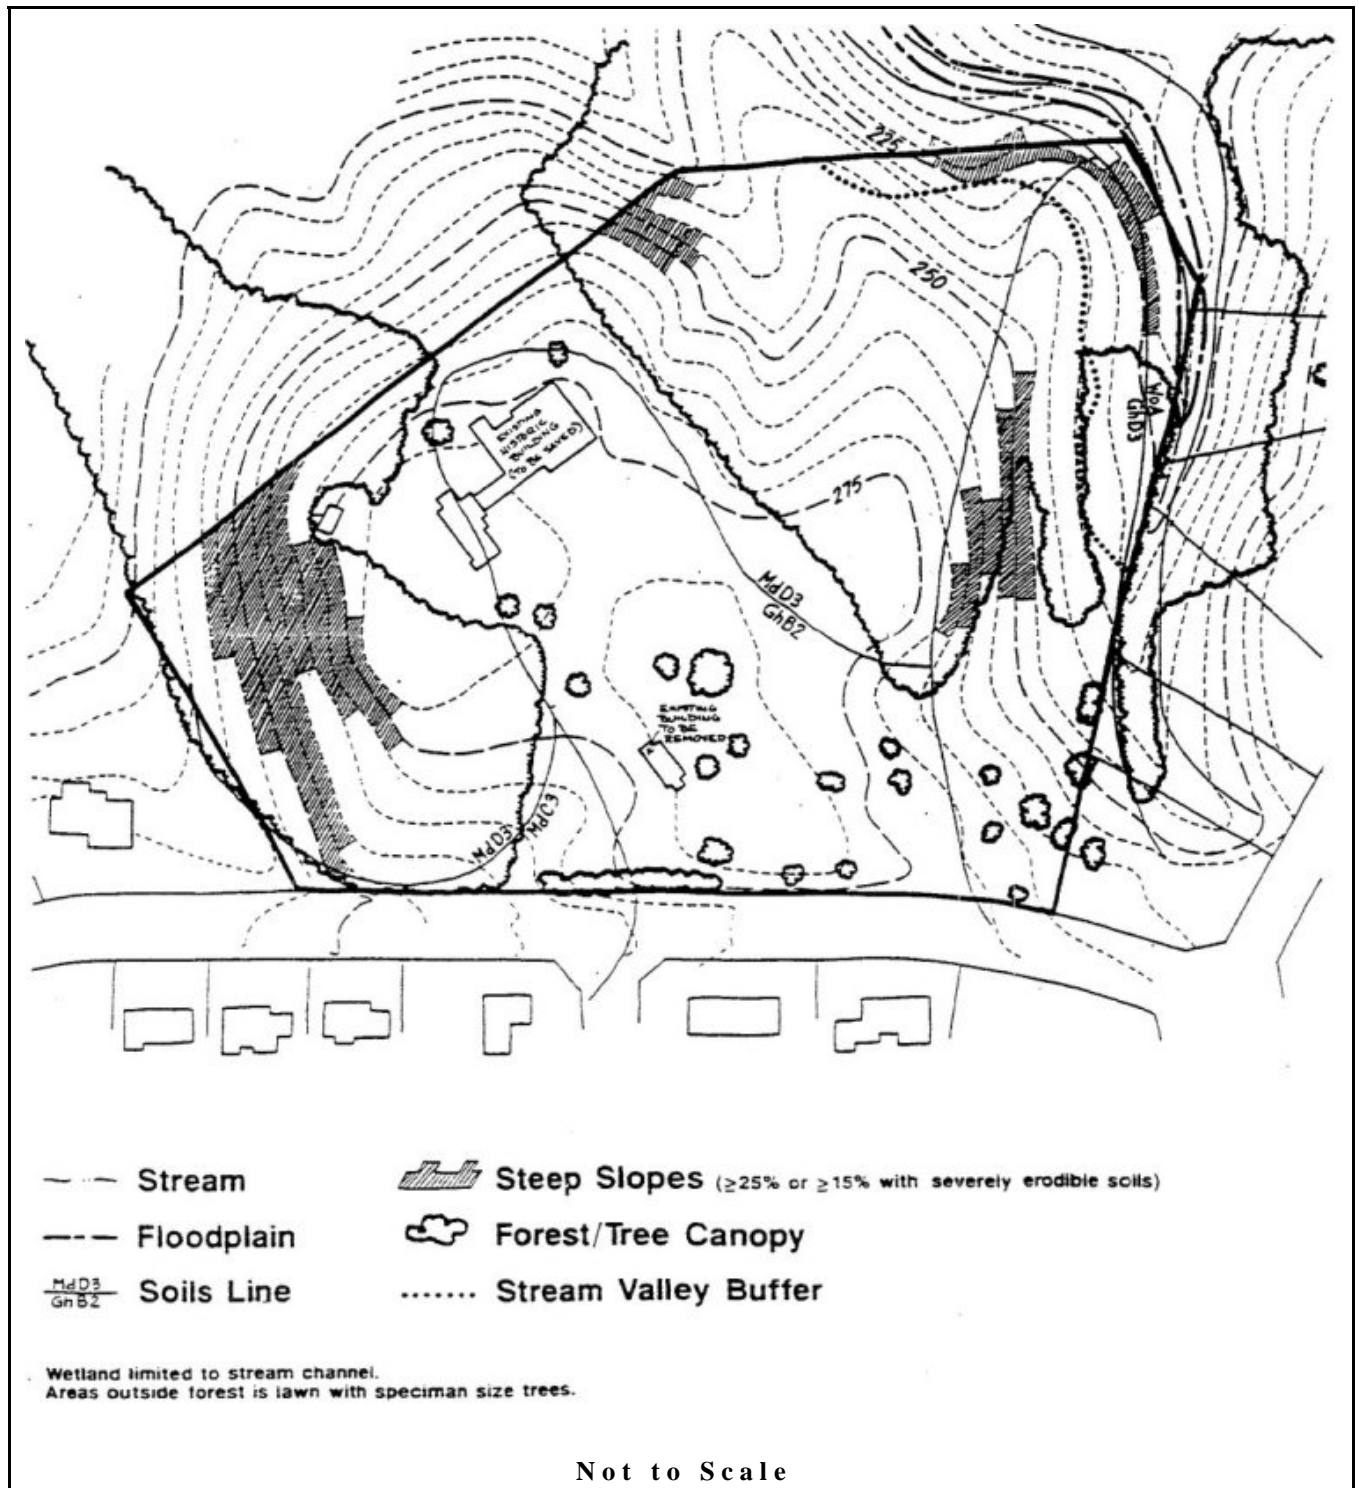 225
250
EXISTING
HISTORIC
BUILDING
(TO BE SAVED)
WoA
GhD3
275
MdD3
GhB2
EXISTING
BUILDING
TO BE
REMOVED
MdD3
MdD3
Stream
Steep Slopes (≥25% or ≥15% with severely erodible soils)
Floodplain
Forest/Tree Canopy
MdD3
GhB2
Soils Line
Stream Valley Buffer
Wetland limited to stream channel.
Areas outside forest is lawn with speciman size trees.
Not to Scale